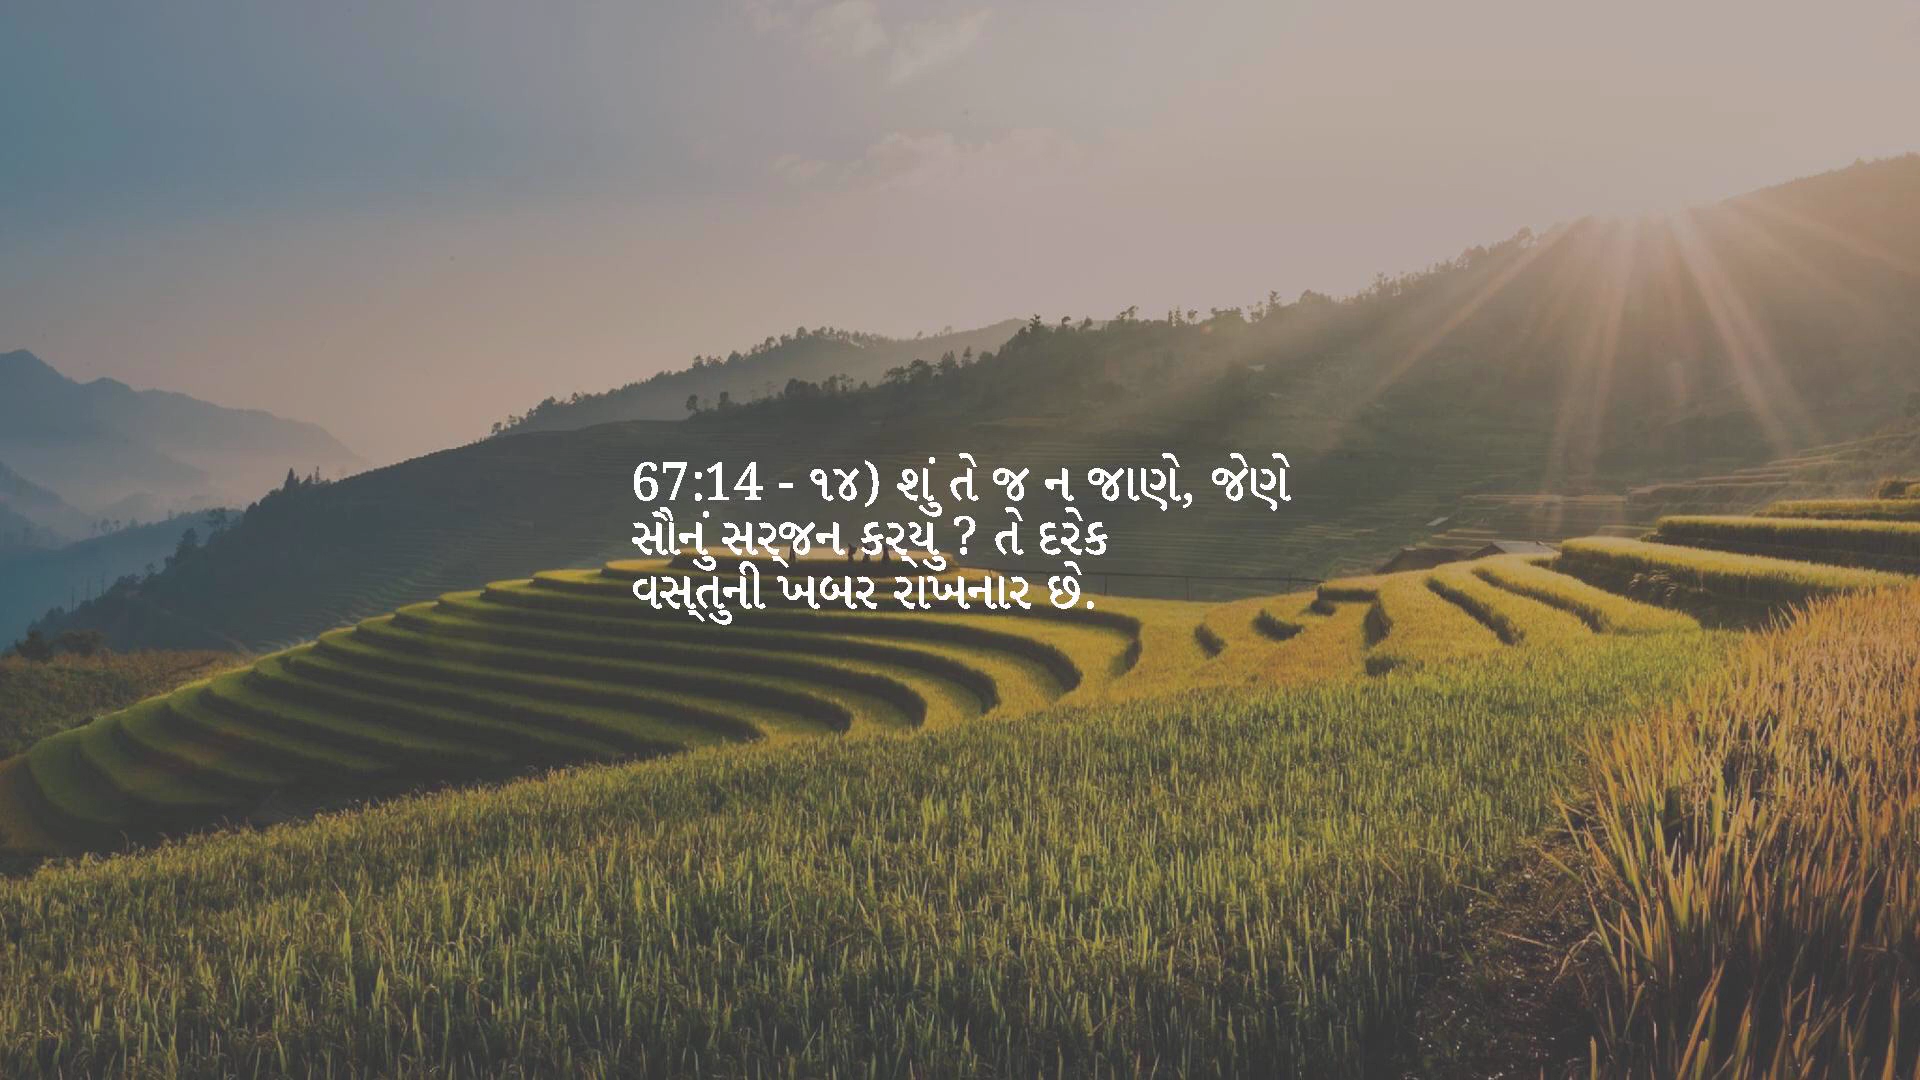 67:14 - ૧૪) શું તે જ ન જાણે, જેણે
સૌનું સર્જન કર્યુ ? તે દરેક
વસ્તુની ખબર રાખનાર છે.